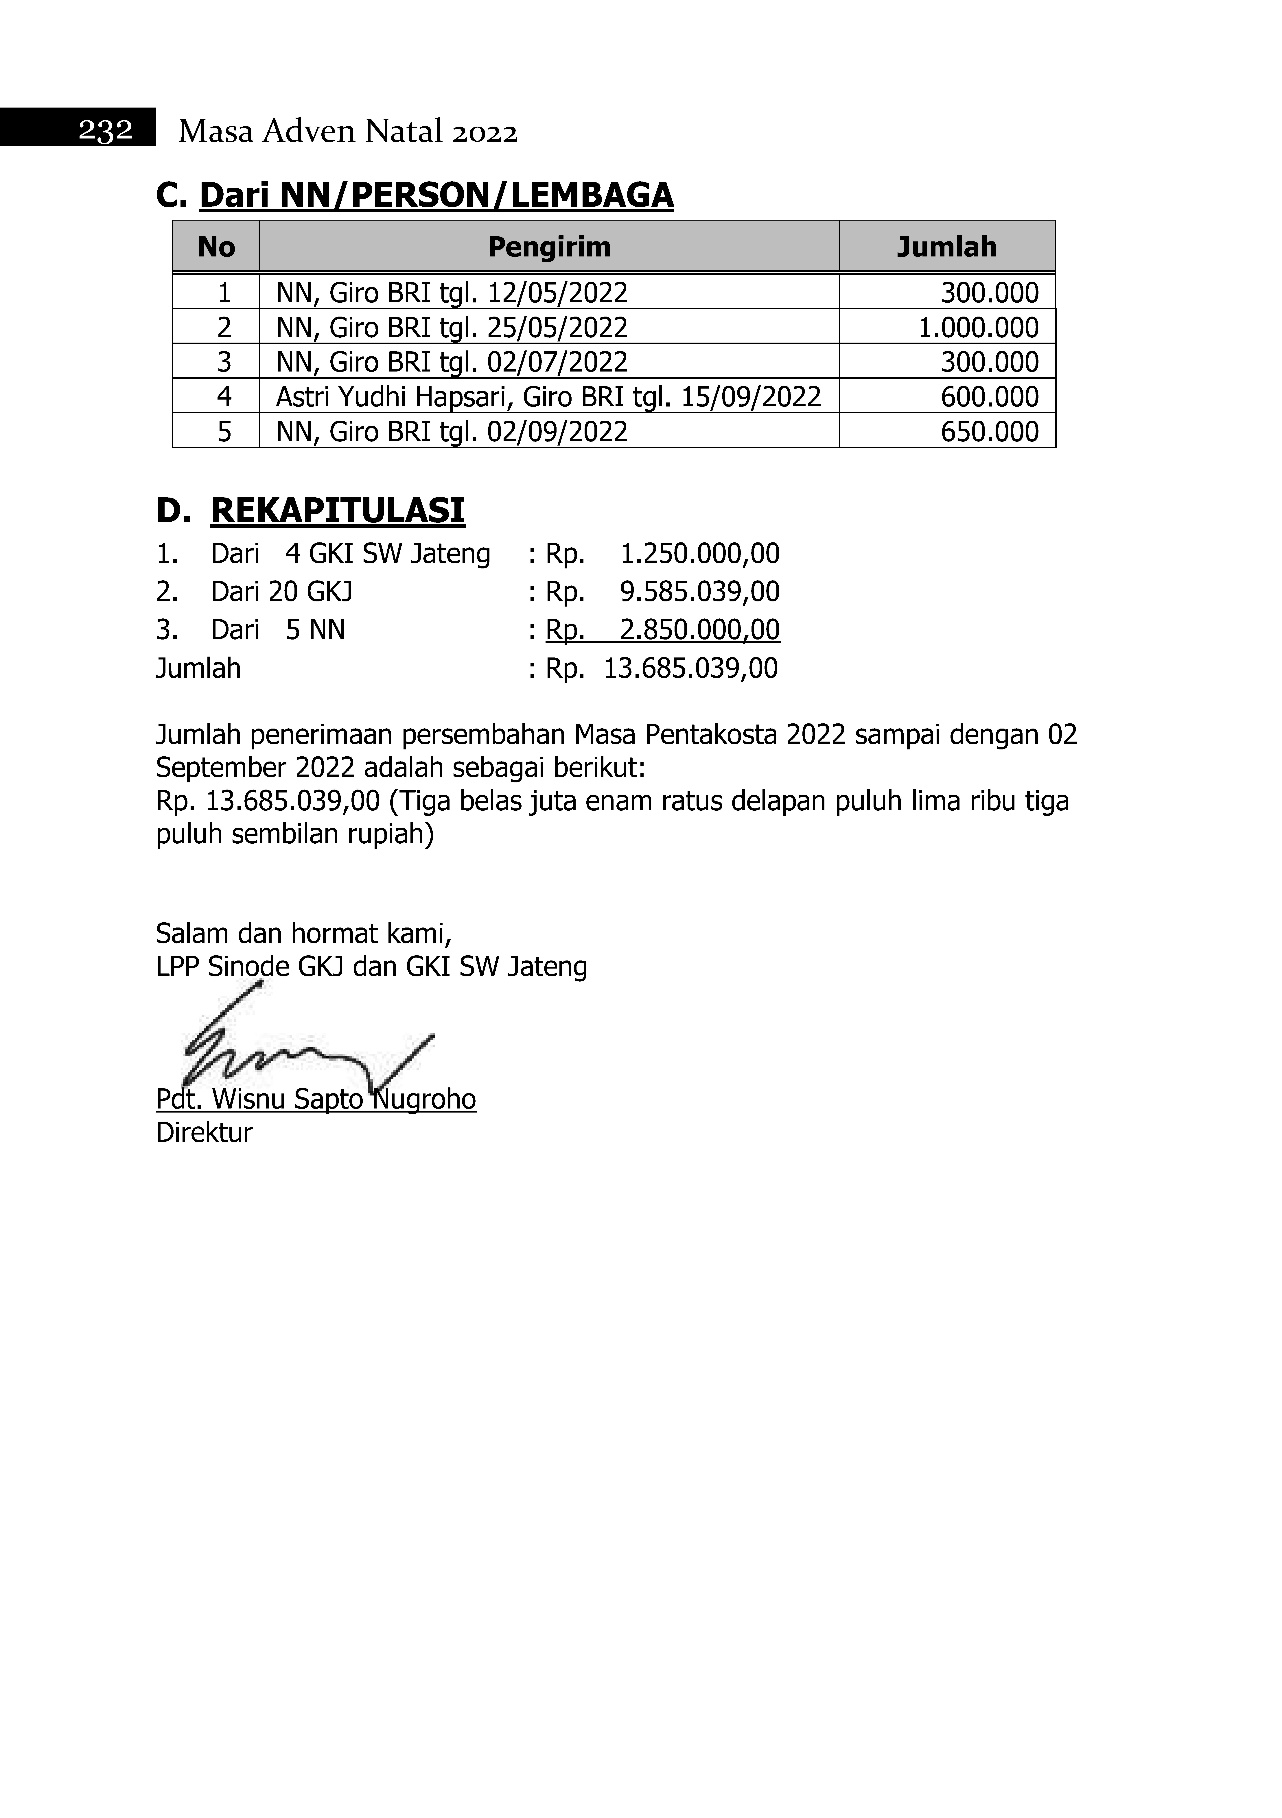 232 Masa Adven Natal 2022
C. Dari NN/PERSON/LEMBAGA
No Pengirim Jumlah
1 NN, Giro BRI tgl. 12/05/2022 300.000
2 NN, Giro BRI tgl. 25/05/2022 1.000.000
3 NN, Giro BRI tgl. 02/07/2022 300.000
4 Astri Yudhi Hapsari, Giro BRI tgl. 15/09/2022 600.000
5 NN, Giro BRI tgl. 02/09/2022 650.000
D. REKAPITULASI
1. Dari 4 GKI SW Jateng : Rp. 1.250.000,00
2. Dari 20 GKJ : Rp. 9.585.039,00
3. Dari 5 NN : Rp. 2.850.000,00
Jumlah : Rp. 13.685.039,00
Jumlah penerimaan persembahan Masa Pentakosta 2022 sampai dengan 02
September 2022 adalah sebagai berikut:
Rp. 13.685.039,00 (Tiga belas juta enam ratus delapan puluh lima ribu tiga
puluh sembilan rupiah)
Salam dan hormat kami,
LPP Sinode GKJ dan GKI SW Jateng
Pdt. Wisnu Sapto Nugroho
Direktur